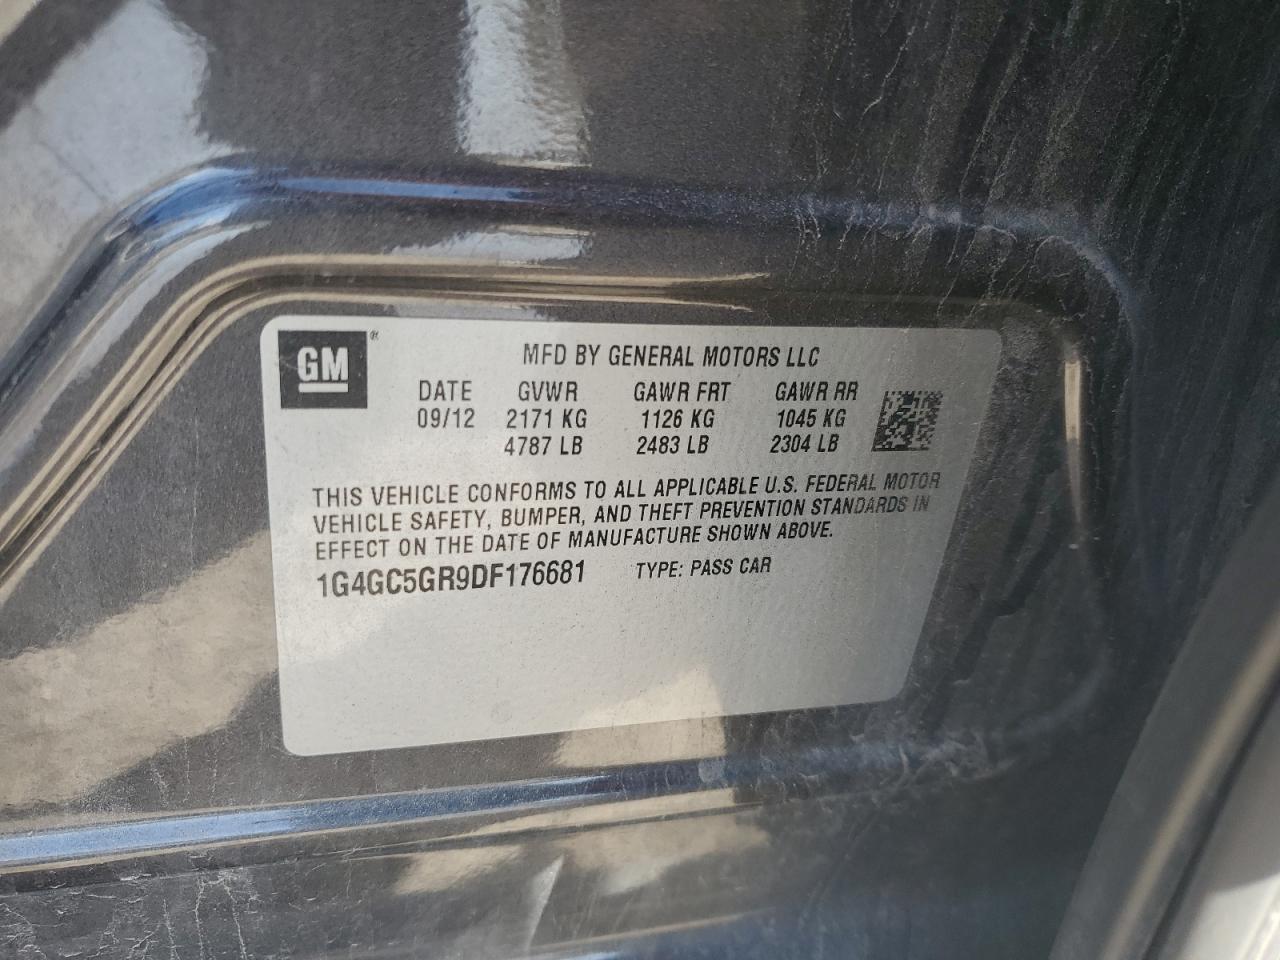 GM ®
MFD BY GENERAL MOTORS LLC
DATE GVWR GAWR FRT GAWR RR
09/12 2171 KG 1126 KG 1045 KG
4787 LB 2483 LB 2304 LB
THIS VEHICLE CONFORMS TO ALL APPLICABLE U.S. FEDERAL MOTOR
VEHICLE SAFETY, BUMPER, AND THEFT PREVENTION STANDARDS IN
EFFECT ON THE DATE OF MANUFACTURE SHOWN ABOVE.
1G4GC5GR9DF176681 TYPE: PASS CAR